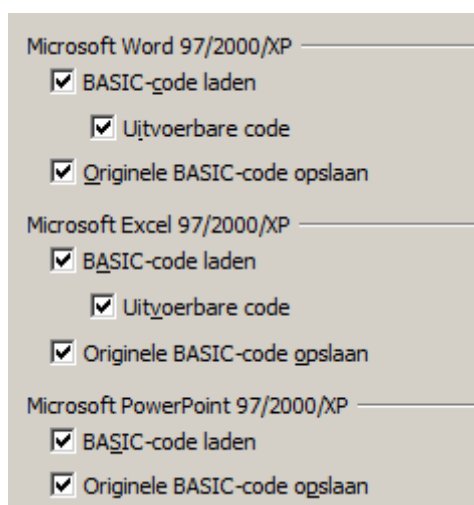 Microsoft Word 97/2000/XP
BASIC-code laden
Uitvoerbare code
Originele BASIC-code opslaan
Microsoft Excel 97/2000/XP
BASIC-code laden
Uitvoerbare code
Originele BASIC-code opslaan
Microsoft PowerPoint 97/2000/XP
BASIC-code laden
Originele BASIC-code opslaan